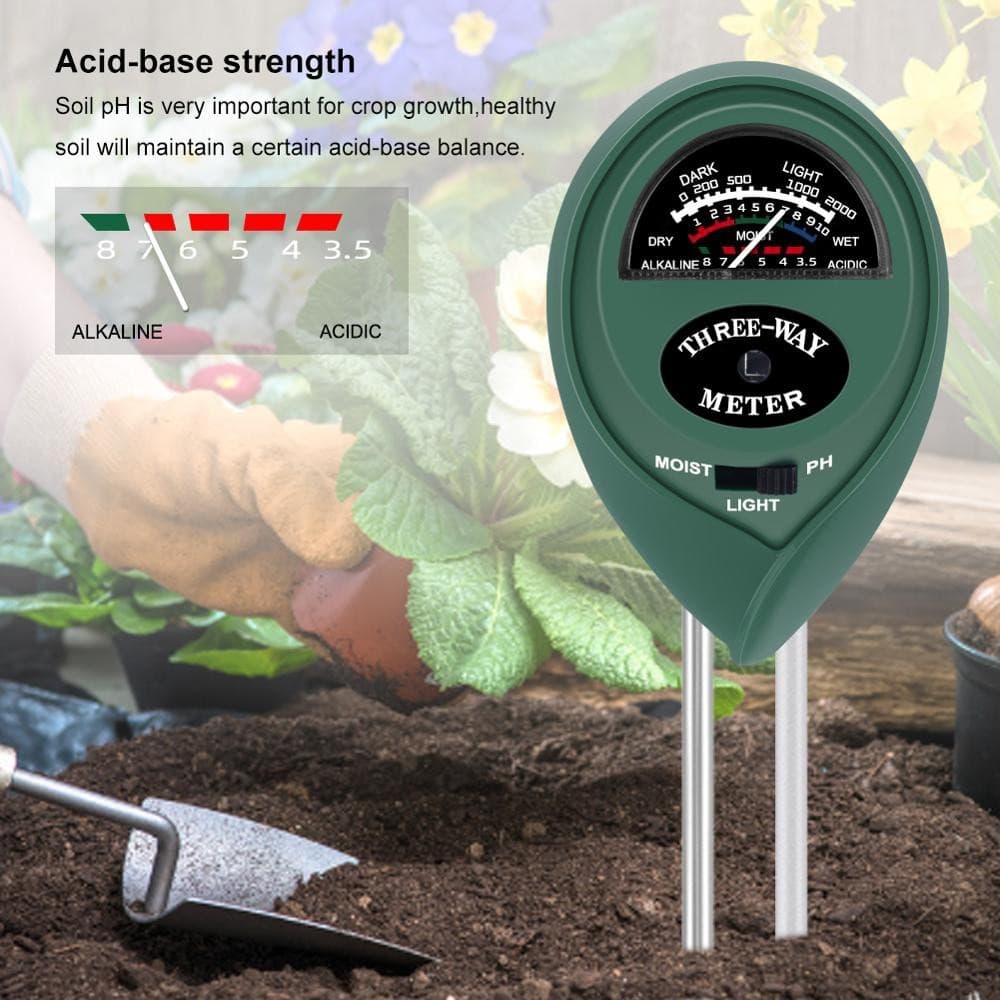 Acid-base strength
Soil pH is very important for crop growth,healthy
soil will maintain a certain acid-base balance.
8 7 6 5 4 3.5
ALKALINE ACIDIC
DARK LIGHT
0 200 500 1000 2000
1 2 3 4 5 6 7 8 9 10
DRY MOIST WET
ALKALINE 8 7 5 4 3.5 ACIDIC
THREE-WAY
METER
MOIST PH
LIGHT